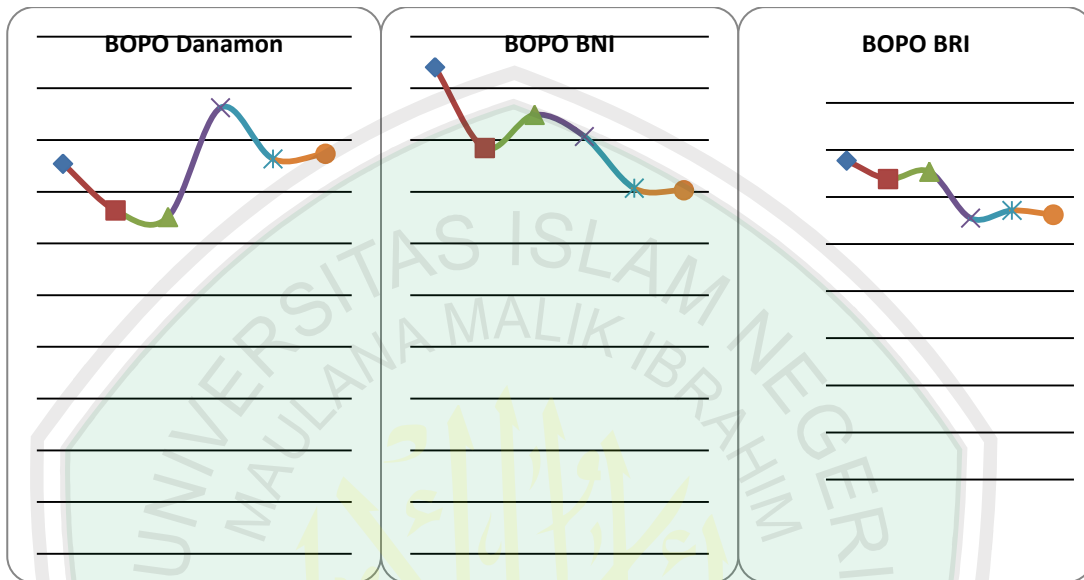 BOPO Danamon
BOPO BNI
BOPO BRI
UNIVERSITAS ISLAM NEGERI
MAULANA MALIK IBRAHIM